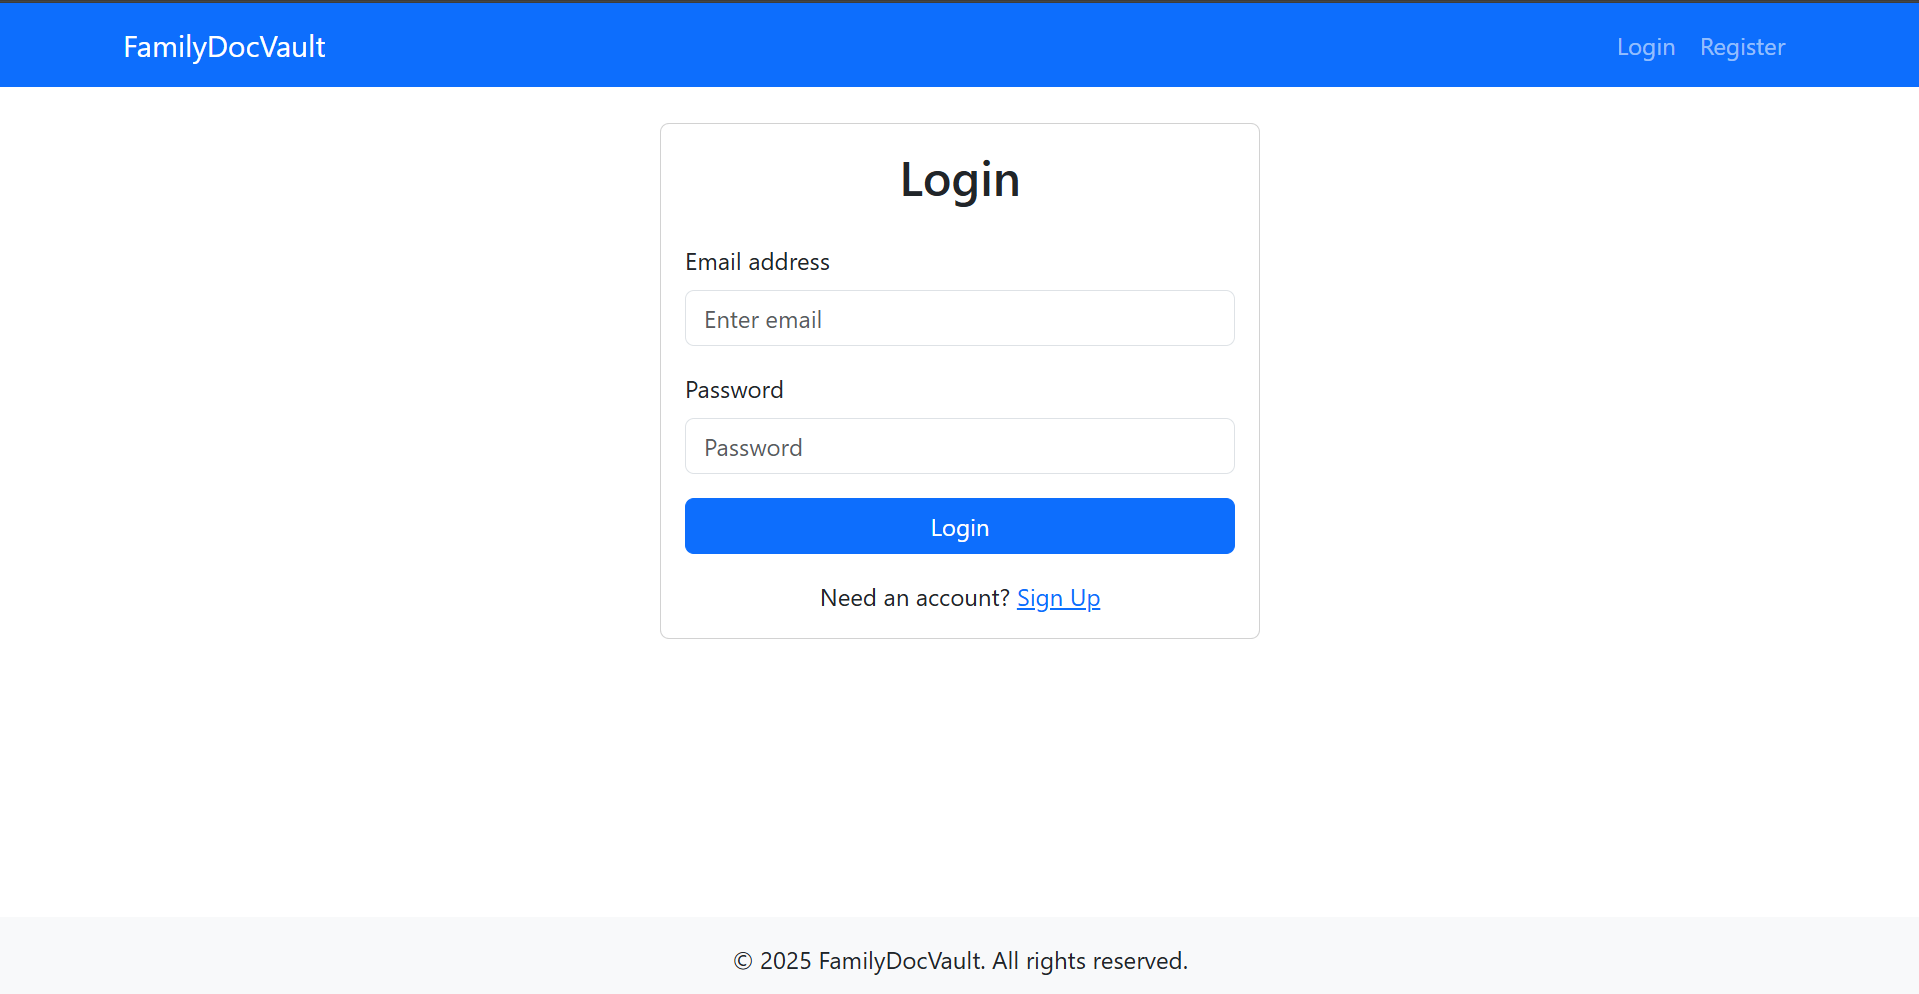 FamilyDocVault Login Register
Login
Email address
Enter email
Password
Password
Login
Need an account? Sign Up
© 2025 FamilyDocVault. All rights reserved.